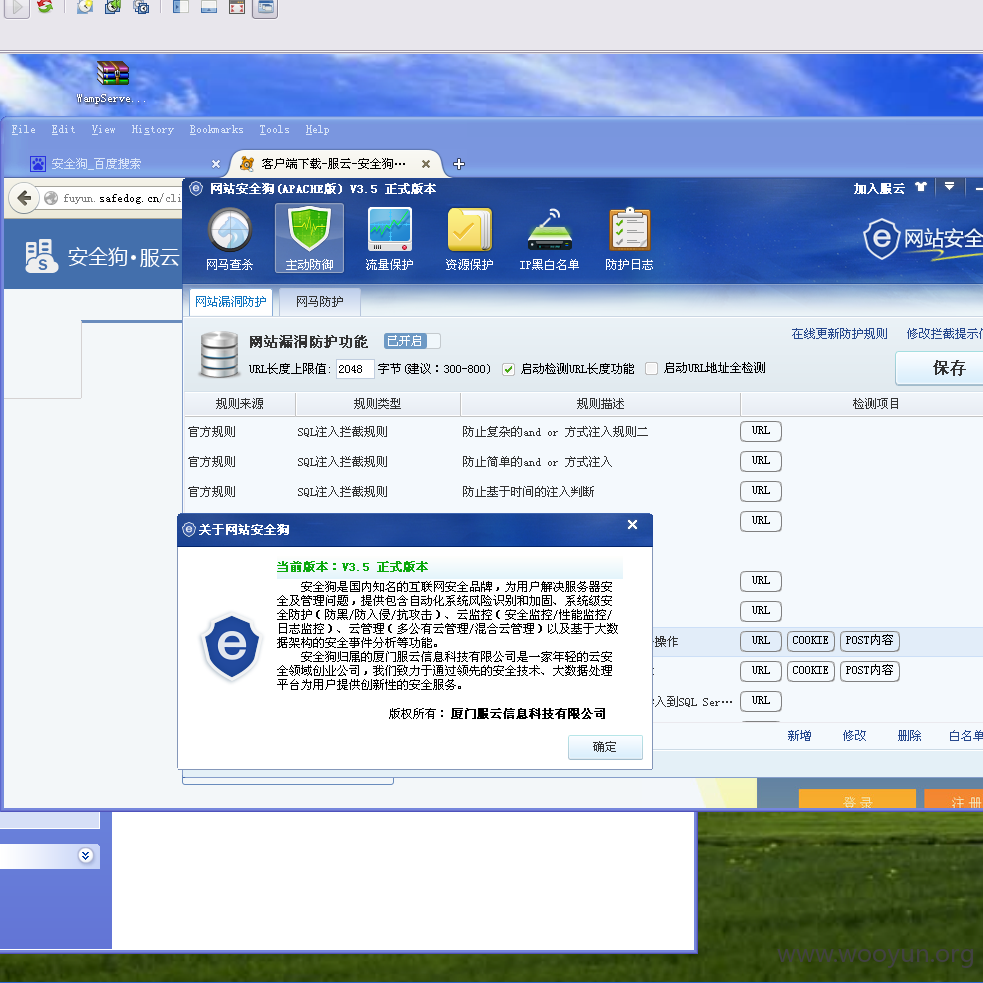 WampServe...
File Edit View History Bookmarks Tools Help
安全狗_百度搜索
客户端下载-服云-安全狗…
fuyun.safedog.cn/cli
安全狗·服云
网站安全狗(APACHE版) V3.5 正式版本
加入服云
网马查杀
主动防御
流量保护
资源保护
IP黑白名单
防护日志
网站安全
网站漏洞防护
网马防护
网站漏洞防护功能 已开启
在线更新防护规则 修改拦截提示
URL长度上限值: 2048 字节(建议：300-800) 启动检测URL长度功能 启动URL地址全检测
保存
规则来源 规则类型 规则描述 检测项目
官方规则 SQL注入拦截规则 防止复杂的and or 方式注入规则二 URL
官方规则 SQL注入拦截规则 防止简单的and or 方式注入 URL
官方规则 SQL注入拦截规则 防止基于时间的注入判断 URL
URL
URL
URL
操作 URL COOKIE POST内容
URL COOKIE POST内容
入到SQL Ser… URL
新增 修改 删除 白名单
关于网站安全狗
当前版本：V3.5 正式版本
安全狗是国内知名的互联网安全品牌，为用户解决服务器安
全及管理问题，提供包含自动化系统风险识别和加固、系统级安
全防护（防黑/防入侵/抗攻击）、云监控（安全监控/性能监控/
日志监控）、云管理（多公有云管理/混合云管理）以及基于大数
据架构的安全事件分析等功能。
安全狗归属的厦门服云信息科技有限公司是一家年轻的云安
全领域创业公司，我们致力于通过领先的安全技术、大数据处理
平台为用户提供创新性的安全服务。
版权所有：厦门服云信息科技有限公司
确定
登录
注册
www.wooyun.org